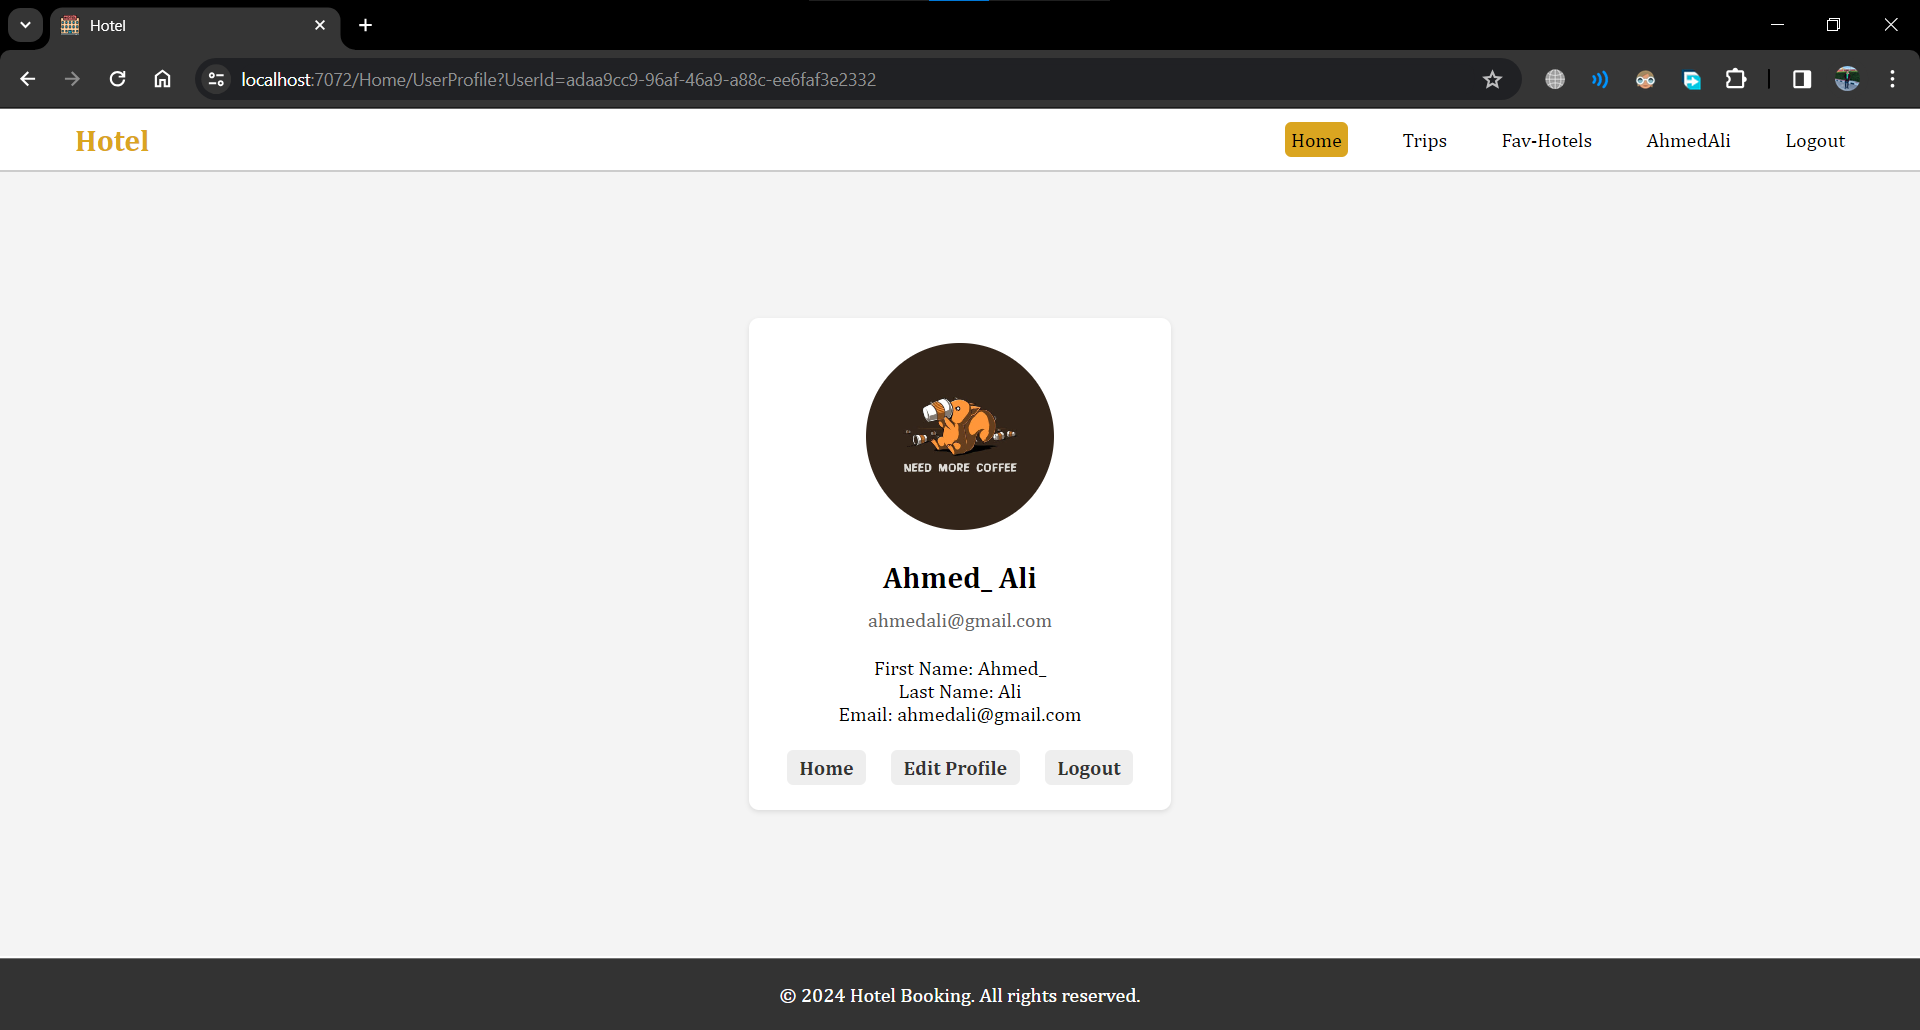 Hotel
localhost:7072/Home/UserProfile?UserId=adaa9cc9-96af-46a9-a88c-ee6faf3e2332
Hotel Home Trips Fav-Hotels AhmedAli Logout
NEED MORE COFFEE
Ahmed_ Ali
ahmedali@gmail.com
First Name: Ahmed_
Last Name: Ali
Email: ahmedali@gmail.com
Home Edit Profile Logout
© 2024 Hotel Booking. All rights reserved.